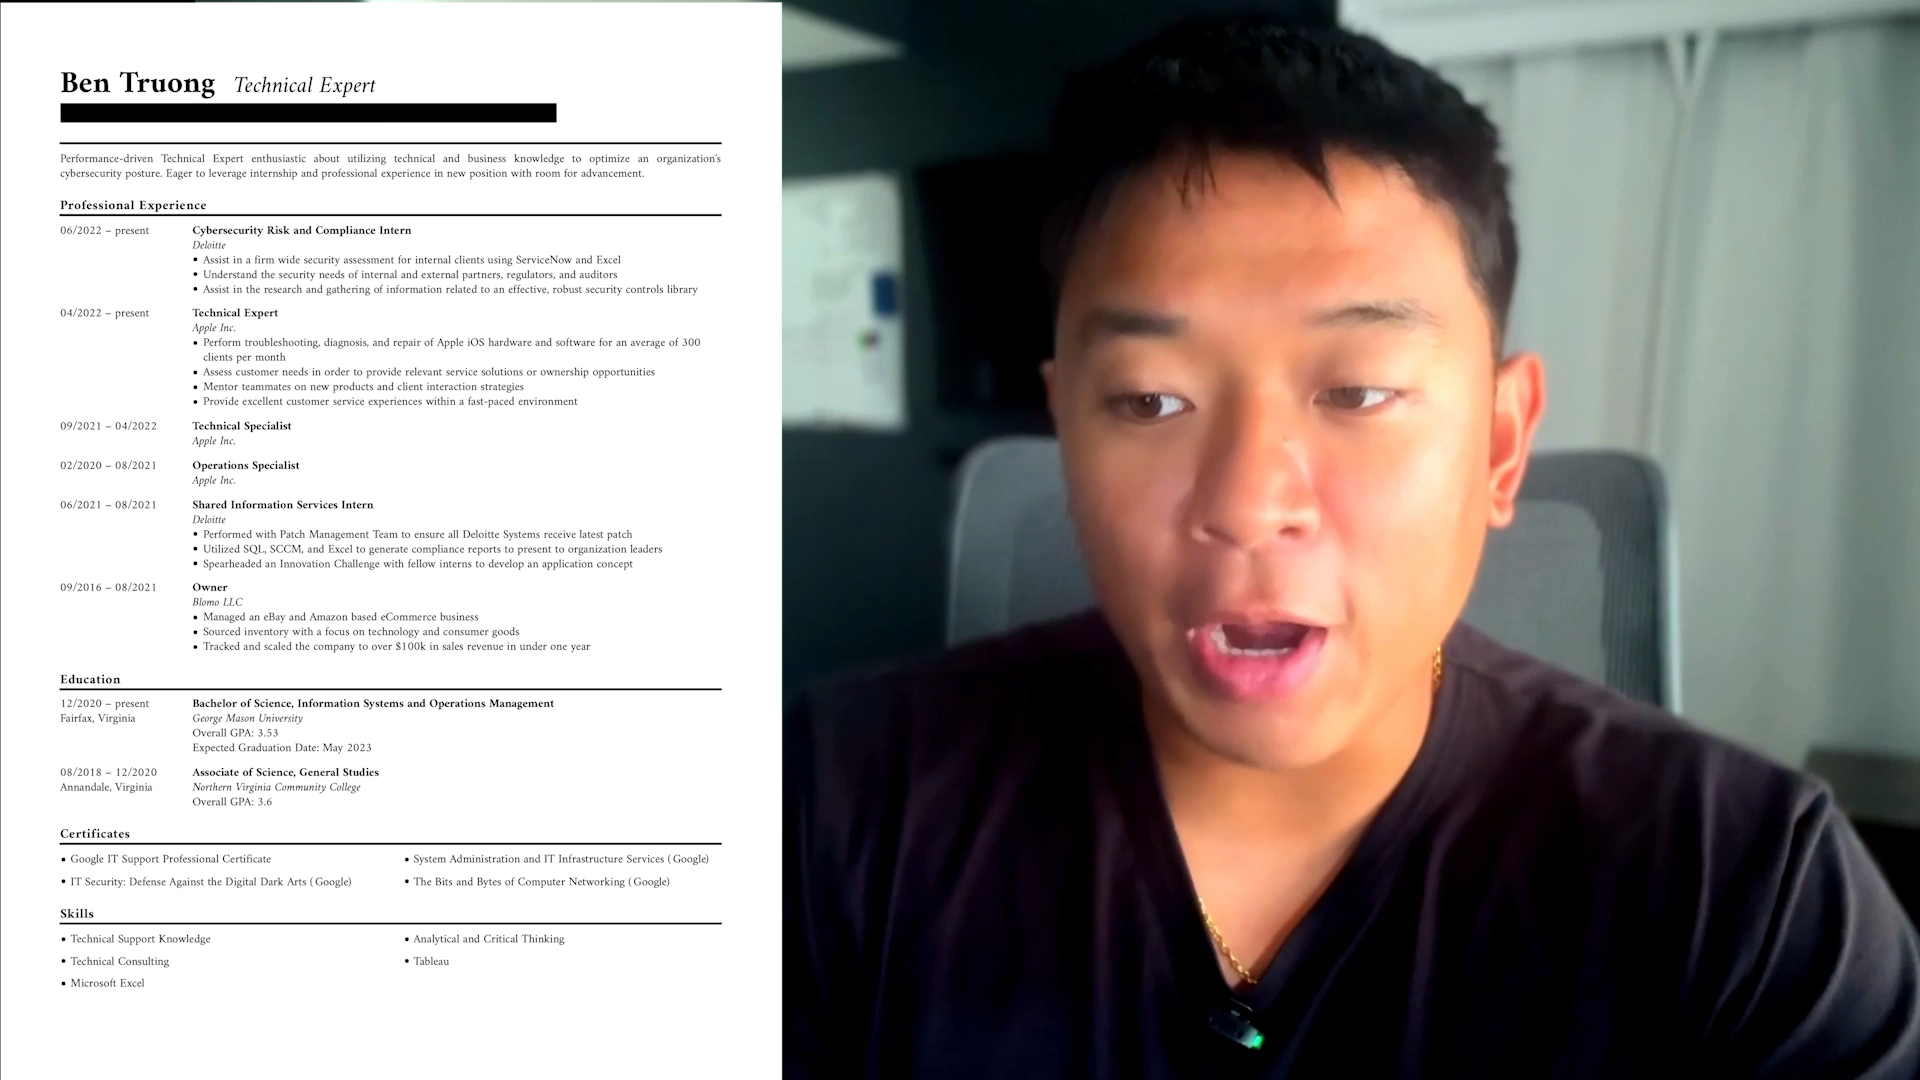 Ben Truong Technical Expert
Performance-driven Technical Expert enthusiastic about utilizing technical and business knowledge to optimize an organization's
cybersecurity posture. Eager to leverage internship and professional experience in new position with room for advancement.
Professional Experience
06/2022 – present Cybersecurity Risk and Compliance Intern
Deloitte
• Assist in a firm wide security assessment for internal clients using ServiceNow and Excel
• Understand the security needs of internal and external partners, regulators, and auditors
• Assist in the research and gathering of information related to an effective, robust security controls library
04/2022 – present Technical Expert
Apple Inc.
• Perform troubleshooting, diagnosis, and repair of Apple iOS hardware and software for an average of 300
clients per month
• Assess customer needs in order to provide relevant service solutions or ownership opportunities
• Mentor teammates on new products and client interaction strategies
• Provide excellent customer service experiences within a fast-paced environment
09/2021 – 04/2022 Technical Specialist
Apple Inc.
02/2020 – 08/2021 Operations Specialist
Apple Inc.
06/2021 – 08/2021 Shared Information Services Intern
Deloitte
• Performed with Patch Management Team to ensure all Deloitte Systems receive latest patch
• Utilized SQL, SCCM, and Excel to generate compliance reports to present to organization leaders
• Spearheaded an Innovation Challenge with fellow interns to develop an application concept
09/2016 – 08/2021 Owner
Blomo LLC
• Managed an eBay and Amazon based eCommerce business
• Sourced inventory with a focus on technology and consumer goods
• Tracked and scaled the company to over $100k in sales revenue in under one year
Education
12/2020 – present Bachelor of Science, Information Systems and Operations Management
Fairfax, Virginia George Mason University
Overall GPA: 3.53
Expected Graduation Date: May 2023
08/2018 – 12/2020 Associate of Science, General Studies
Annandale, Virginia Northern Virginia Community College
Overall GPA: 3.6
Certificates
• Google IT Support Professional Certificate • System Administration and IT Infrastructure Services (Google)
• IT Security: Defense Against the Digital Dark Arts (Google) • The Bits and Bytes of Computer Networking (Google)
Skills
• Technical Support Knowledge • Analytical and Critical Thinking
• Technical Consulting • Tableau
• Microsoft Excel